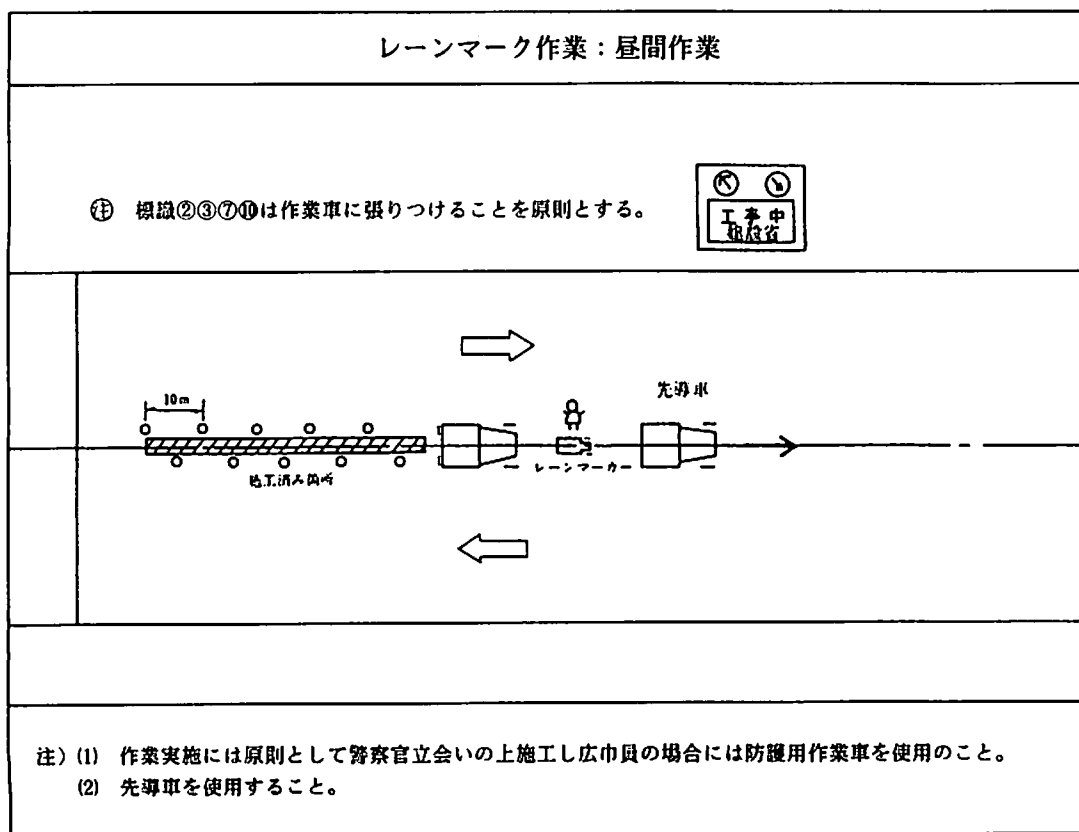 レーンマーク作業：昼間作業
注 標識②③⑦⑩は作業車に張りつけることを原則とする。
工事中
建設省
先導車
10m
レーンマーカー
施工済み箇所
注）(1) 作業実施には原則として警察官立会いの上施工し広巾員の場合には防護用作業車を使用のこと。
(2) 先導車を使用すること。